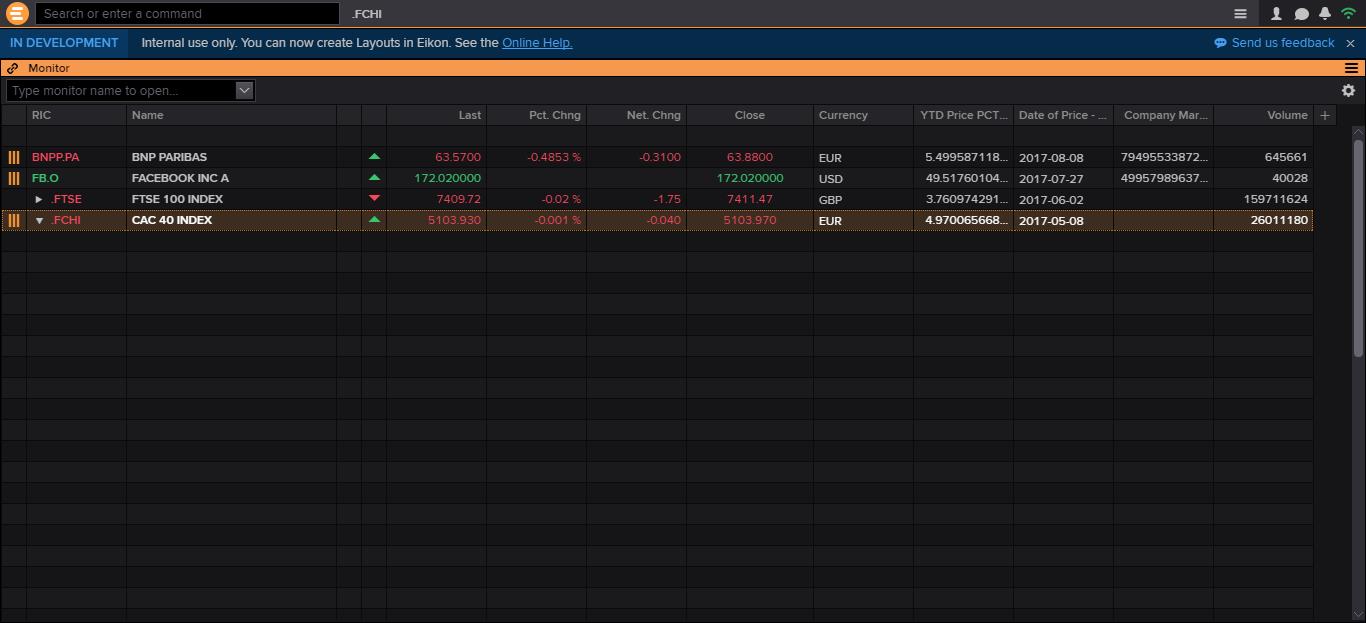 Search or enter a command .FCHI
IN DEVELOPMENT Internal use only. You can now create Layouts in Eikon. See the Online Help. Send us feedback
Monitor
Type monitor name to open...
RIC Name Last Pct. Chng Net. Chng Close Currency YTD Price PCT... Date of Price - ... Company Mar... Volume +
BNPP.PA BNP PARIBAS 63.5700 -0.4853 % -0.3100 63.8800 EUR 5.499587118... 2017-08-08 79495533872... 645661
FB.O FACEBOOK INC A 172.020000 172.020000 USD 49.51760104... 2017-07-27 49957989637... 40028
.FTSE FTSE 100 INDEX 7409.72 -0.02 % -1.75 7411.47 GBP 3.760974291... 2017-06-02 159711624
.FCHI CAC 40 INDEX 5103.930 -0.001 % -0.040 5103.970 EUR 4.970065668... 2017-05-08 26011180